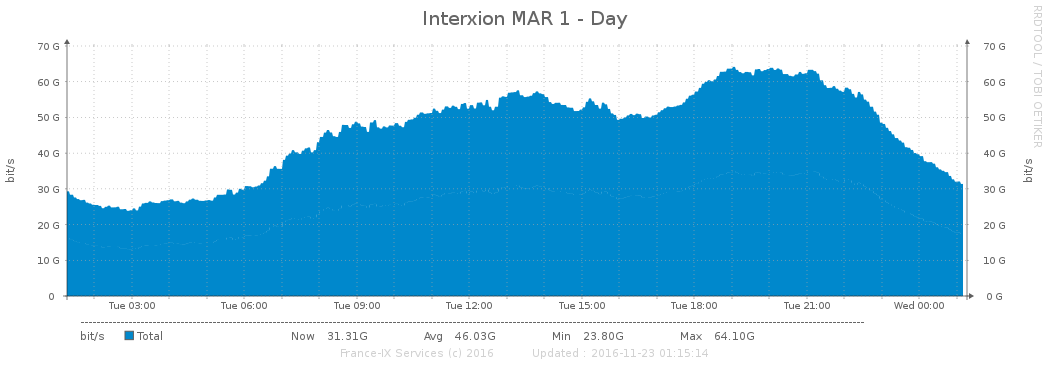 Interxion MAR 1 - Day
RRDTOOL / TOBI OETIKER
bit/s
70 G 70 G
60 G 60 G
50 G 50 G
40 G 40 G
30 G 30 G
20 G 20 G
10 G 10 G
0 0 G
bit/s
Tue 03:00 Tue 06:00 Tue 09:00 Tue 12:00 Tue 15:00 Tue 18:00 Tue 21:00 Wed 00:00
bit/s Total Now 31.31G Avg 46.03G Min 23.80G Max 64.10G
France-IX Services (c) 2016 Updated : 2016-11-23 01:15:14